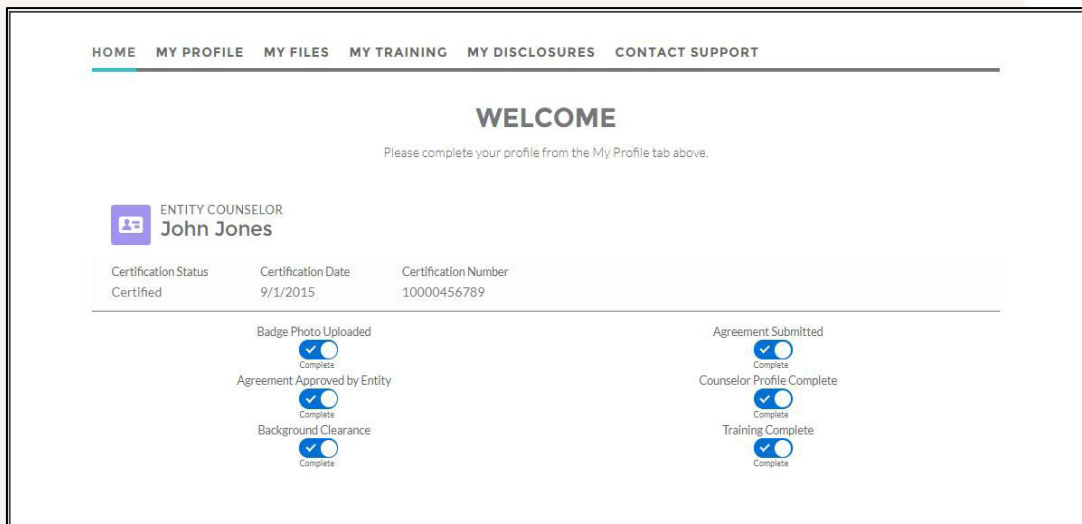 HOME MY PROFILE MY FILES MY TRAINING MY DISCLOSURES CONTACT SUPPORT
WELCOME
Please complete your profile from the My Profile tab above.
ENTITY COUNSELOR
John Jones
Certification Status Certification Date Certification Number
Certified 9/1/2015 10000456789
Badge Photo Uploaded Agreement Submitted
Complete Complete
Agreement Approved by Entity Counselor Profile Complete
Complete Complete
Background Clearance Training Complete
Complete Complete